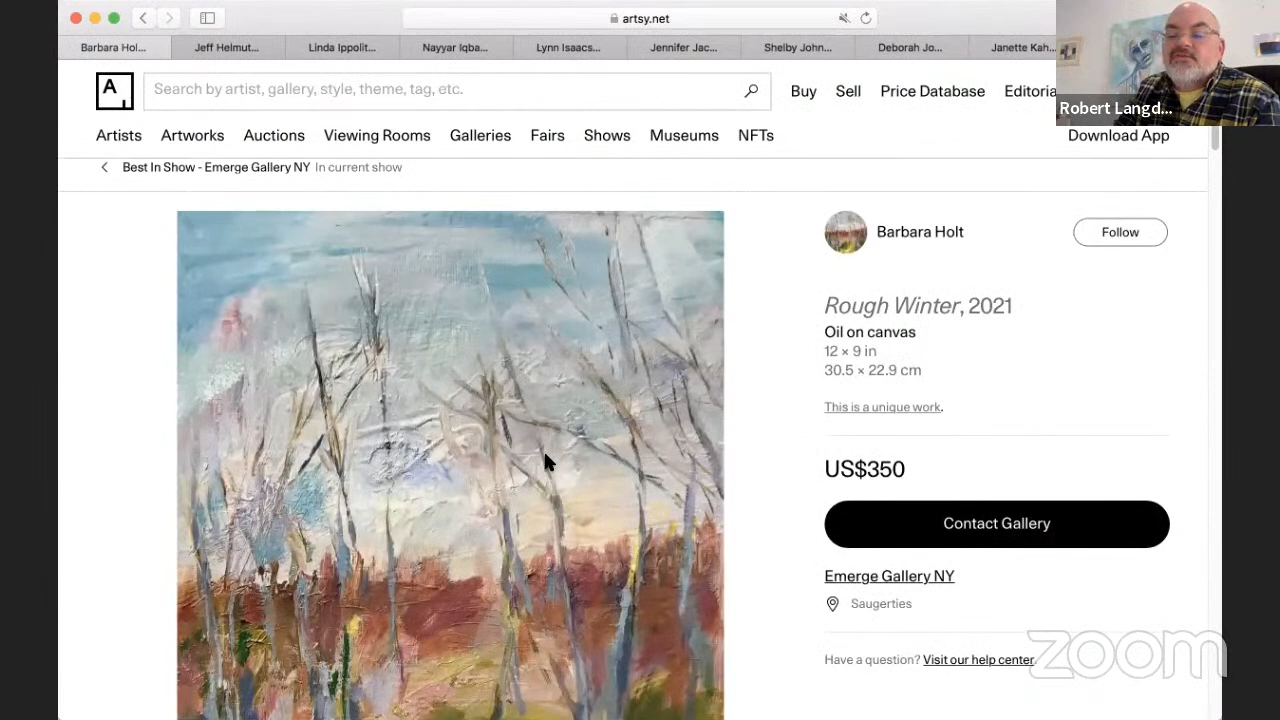 artsy.net
Barbara Hol...
Jeff Helmut...
Linda Ippolit...
Nayyar Iqba...
Lynn Isaacs...
Jennifer Jac...
Shelby John...
Deborah Jo...
Janette Kah...
Robert Langd...
A
Search by artist, gallery, style, theme, tag, etc.
Buy Sell Price Database Editoria
Artists Artworks Auctions Viewing Rooms Galleries Fairs Shows Museums NFTs Download App
Best In Show - Emerge Gallery NY In current show
Barbara Holt
Follow
Rough Winter, 2021
Oil on canvas
12 × 9 in
30.5 × 22.9 cm
This is a unique work.
US$350
Contact Gallery
Emerge Gallery NY
Saugerties
Have a question? Visit our help center.
zoom